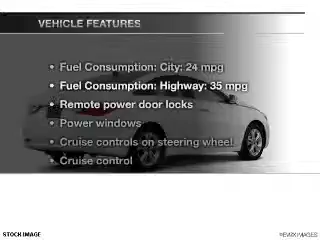 VEHICLE FEATURES
• Fuel Consumption: City: 24 mpg
• Fuel Consumption: Highway: 35 mpg
• Remote power door locks
• Power windows
• Cruise controls on steering wheel
• Cruise control
STOCK IMAGE